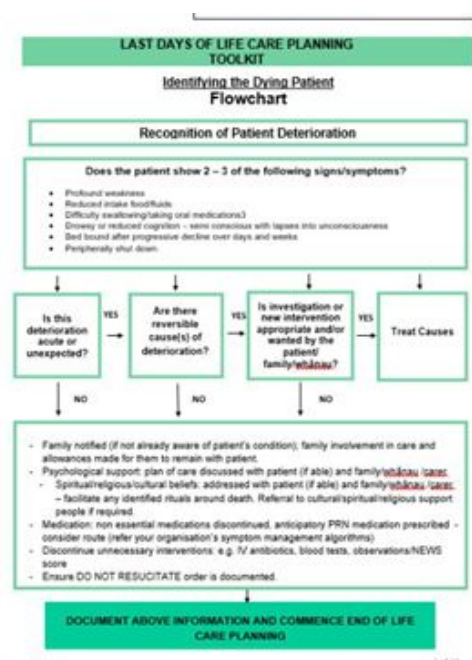 LAST DAYS OF LIFE CARE PLANNING
TOOLKIT
Identifying the Dying Patient
Flowchart
Recognition of Patient Deterioration
Does the patient show 2 – 3 of the following signs/symptoms?
• Profound weakness
• Reduced intake food/fluids
• Difficulty swallowing/taking oral medications3
• Drowsy or reduced cognition – semi conscious with lapses into unconsciousness
• Bed bound after progressive decline over days and weeks
• Peripherally shut down.
Is this
deterioration
acute or
unexpected?
YES
Are there
reversible
cause(s) of
deterioration?
YES
Is investigation or
new intervention
appropriate and/or
wanted by the
patient/
family/whānau?
YES
Treat Causes
NO
NO
NO
- Family notified (if not already aware of patient's condition); family involvement in care and
allowances made for them to remain with patient.
- Psychological support: plan of care discussed with patient (if able) and family/whānau /carer
- Spiritual/religious/cultural beliefs: addressed with patient (if able) and family/whānau /carer
– facilitate any identified rituals around death. Referral to cultural/spiritual/religious support
people if required.
- Medication: non essential medications discontinued, anticipatory PRN medication prescribed -
consider route (refer your organisation's symptom management algorithms)
- Discontinue unnecessary interventions: e.g. IV antibiotics, blood tests, observations/NEWS
score
- Ensure DO NOT RESUCITATE order is documented.
DOCUMENT ABOVE INFORMATION AND COMMENCE END OF LIFE
CARE PLANNING